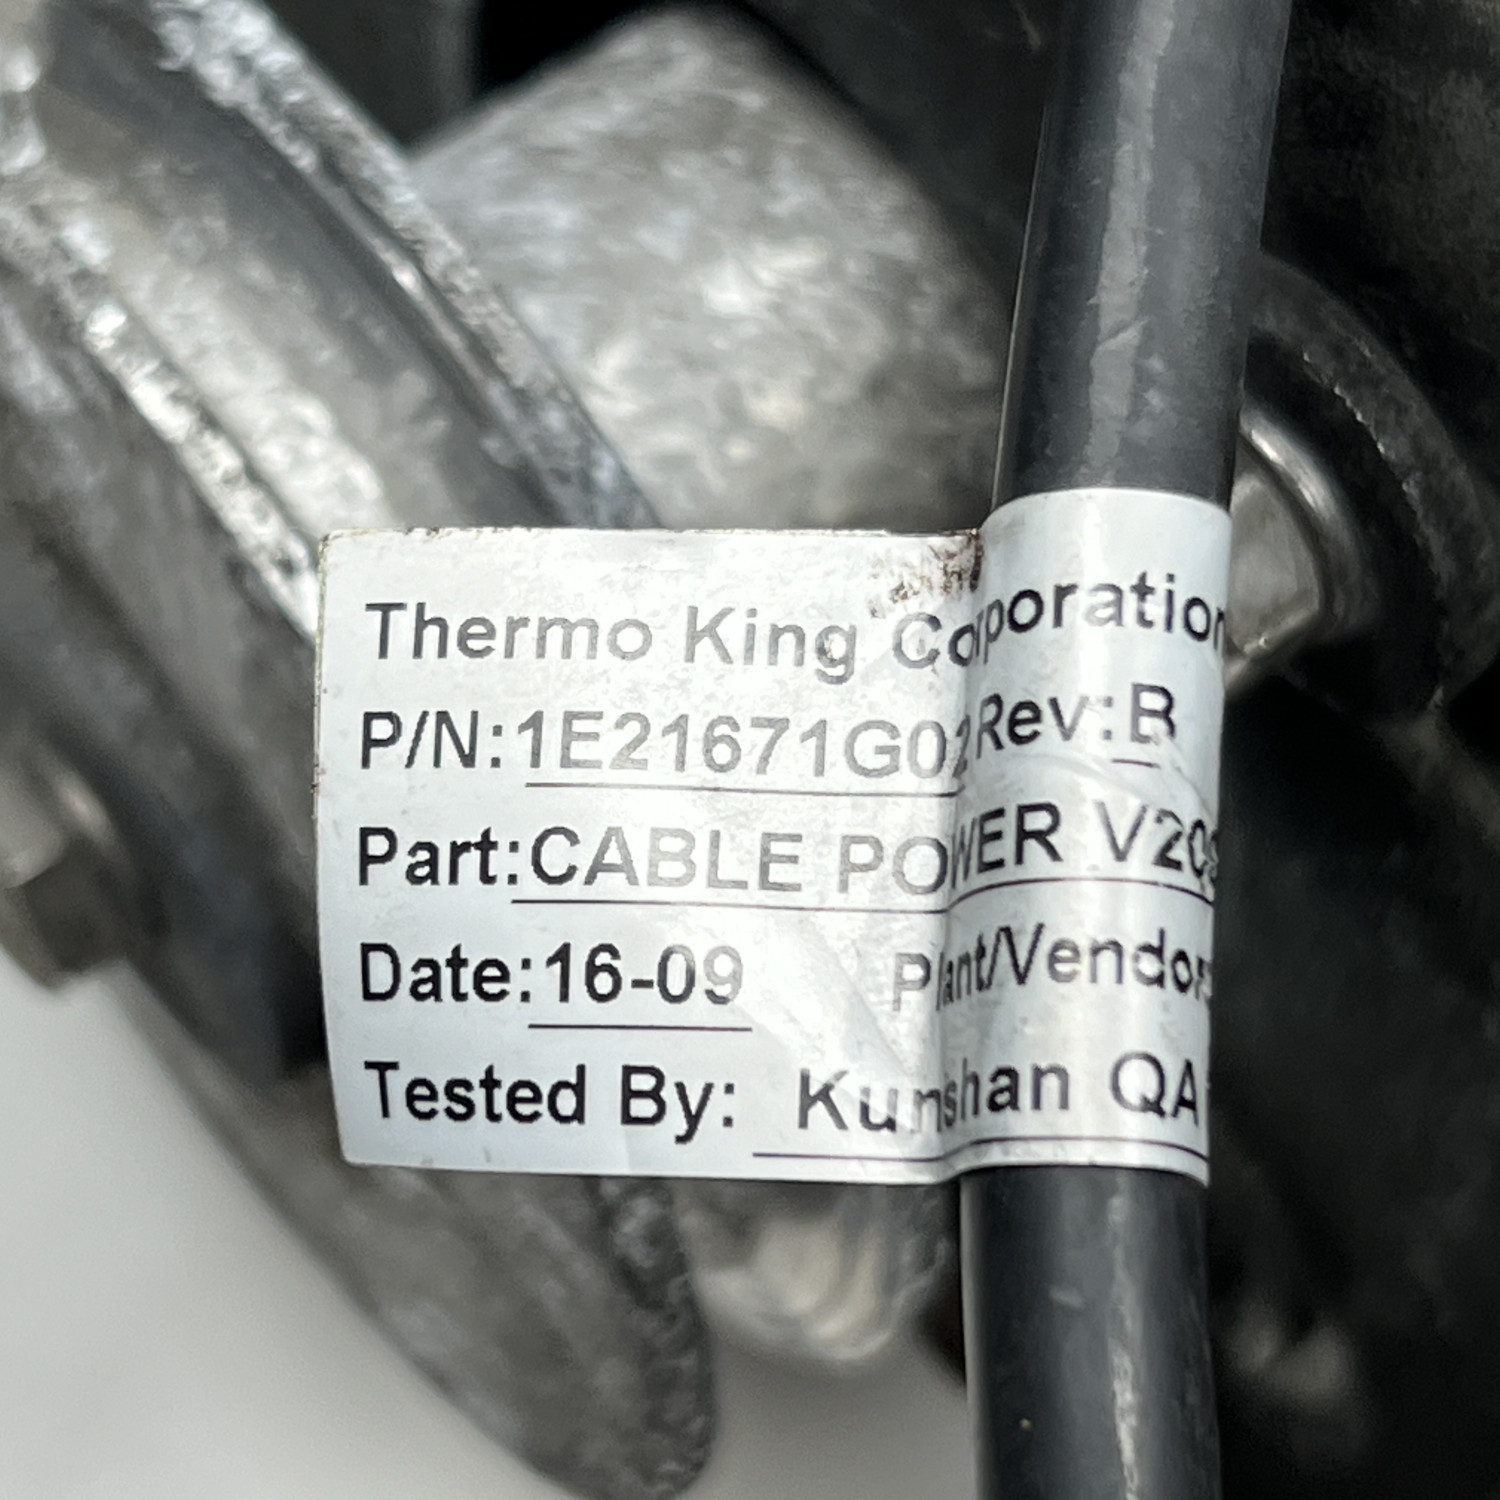 Thermo King Corporation
P/N:1E21671G02 Rev:B
Part:CABLE POWER
Date:16-09 Plant/Vendor
Tested By: Kunshan QA